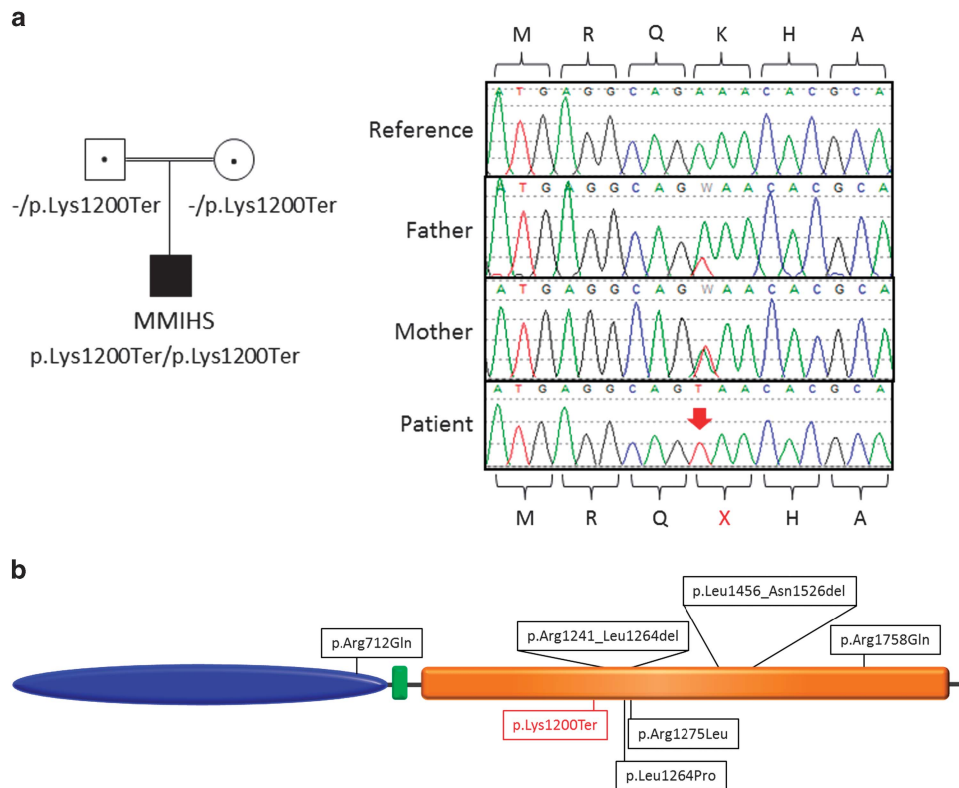 a
M R Q K H A
Reference
A T G A G G C A G A A A C A C G C A
-/p.Lys1200Ter -/p.Lys1200Ter
Father
A T G A G G C A G W A A C A C G C A
MMIHS
p.Lys1200Ter/p.Lys1200Ter
Mother
A T G A G G C A G W A A C A C G C A
Patient
A T G A G G C A G T A A C A C G C A
M R Q X H A
b
p.Leu1456_Asn1526del
p.Arg712Gln
p.Arg1241_Leu1264del
p.Arg1758Gln
p.Lys1200Ter
p.Arg1275Leu
p.Leu1264Pro